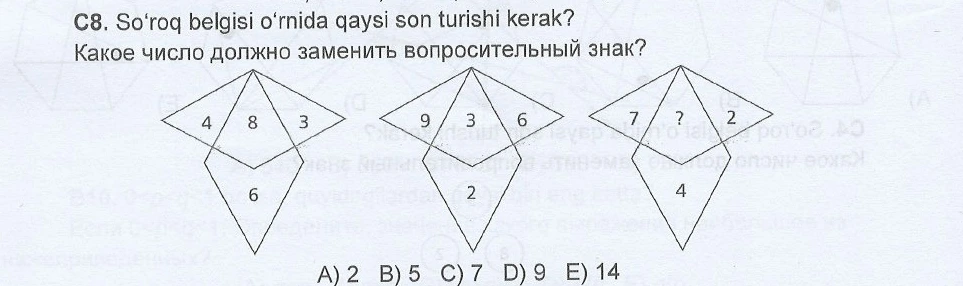 C8. So‘roq belgisi o‘rnida qaysi son turishi kerak?
Какое число должно заменить вопросительный знак?
4 8 3 9 3 6 7 ? 2
6 2 4
A) 2 B) 5 C) 7 D) 9 E) 14